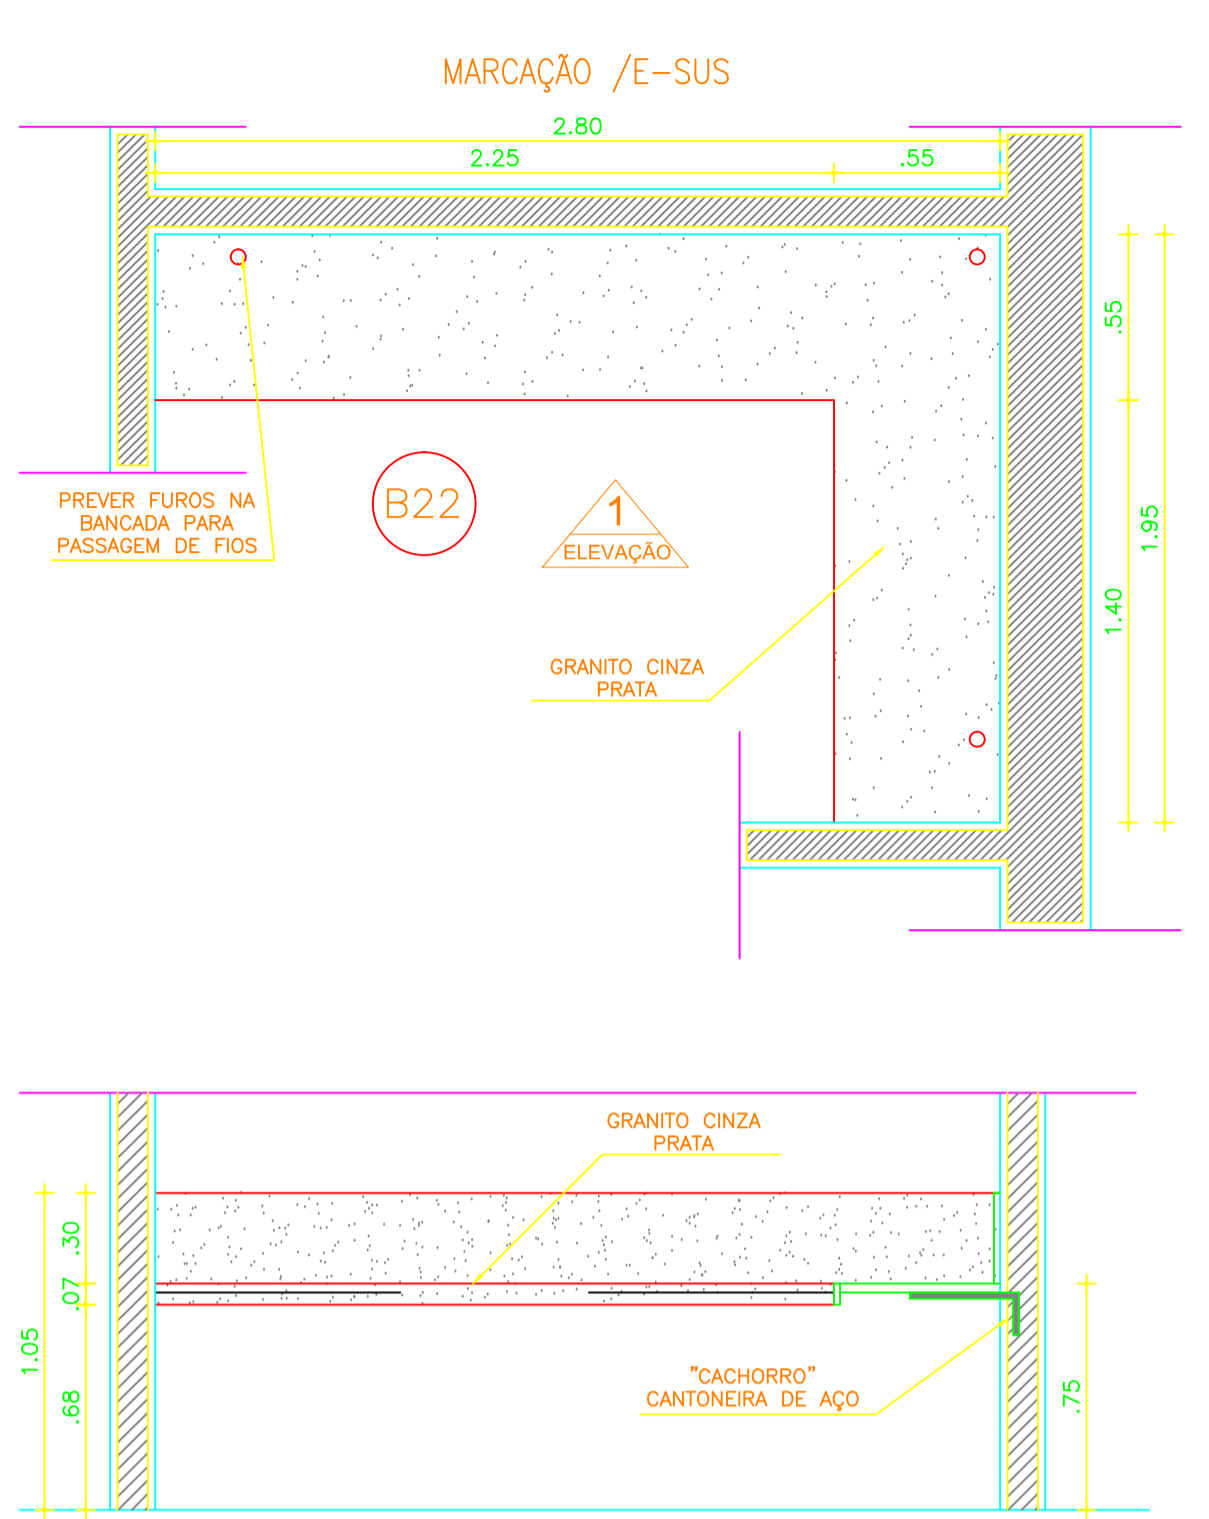 MARCAÇÃO /E-SUS
2.80
2.25
.55
.55
1.95
1.40
PREVER FUROS NA
BANCADA PARA
PASSAGEM DE FIOS
B22
1
ELEVAÇÃO
GRANITO CINZA
PRATA
GRANITO CINZA
PRATA
.30
.07
1.05
.68
"CACHORRO"
CANTONEIRA DE AÇO
.75